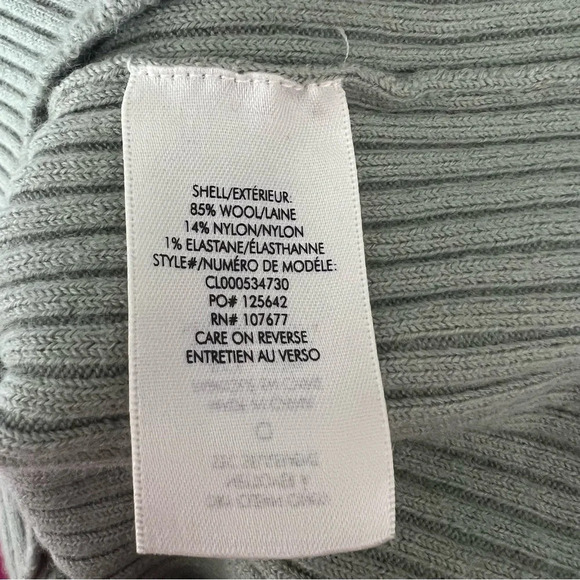 SHELL/EXTÉRIEUR:
85% WOOL/LAINE
14% NYLON/NYLON
1% ELASTANE/ÉLASTHANNE
STYLE#/NUMÉRO DE MODÉLE:
CL000534730
PO# 125642
RN# 107677
CARE ON REVERSE
ENTRETIEN AU VERSO